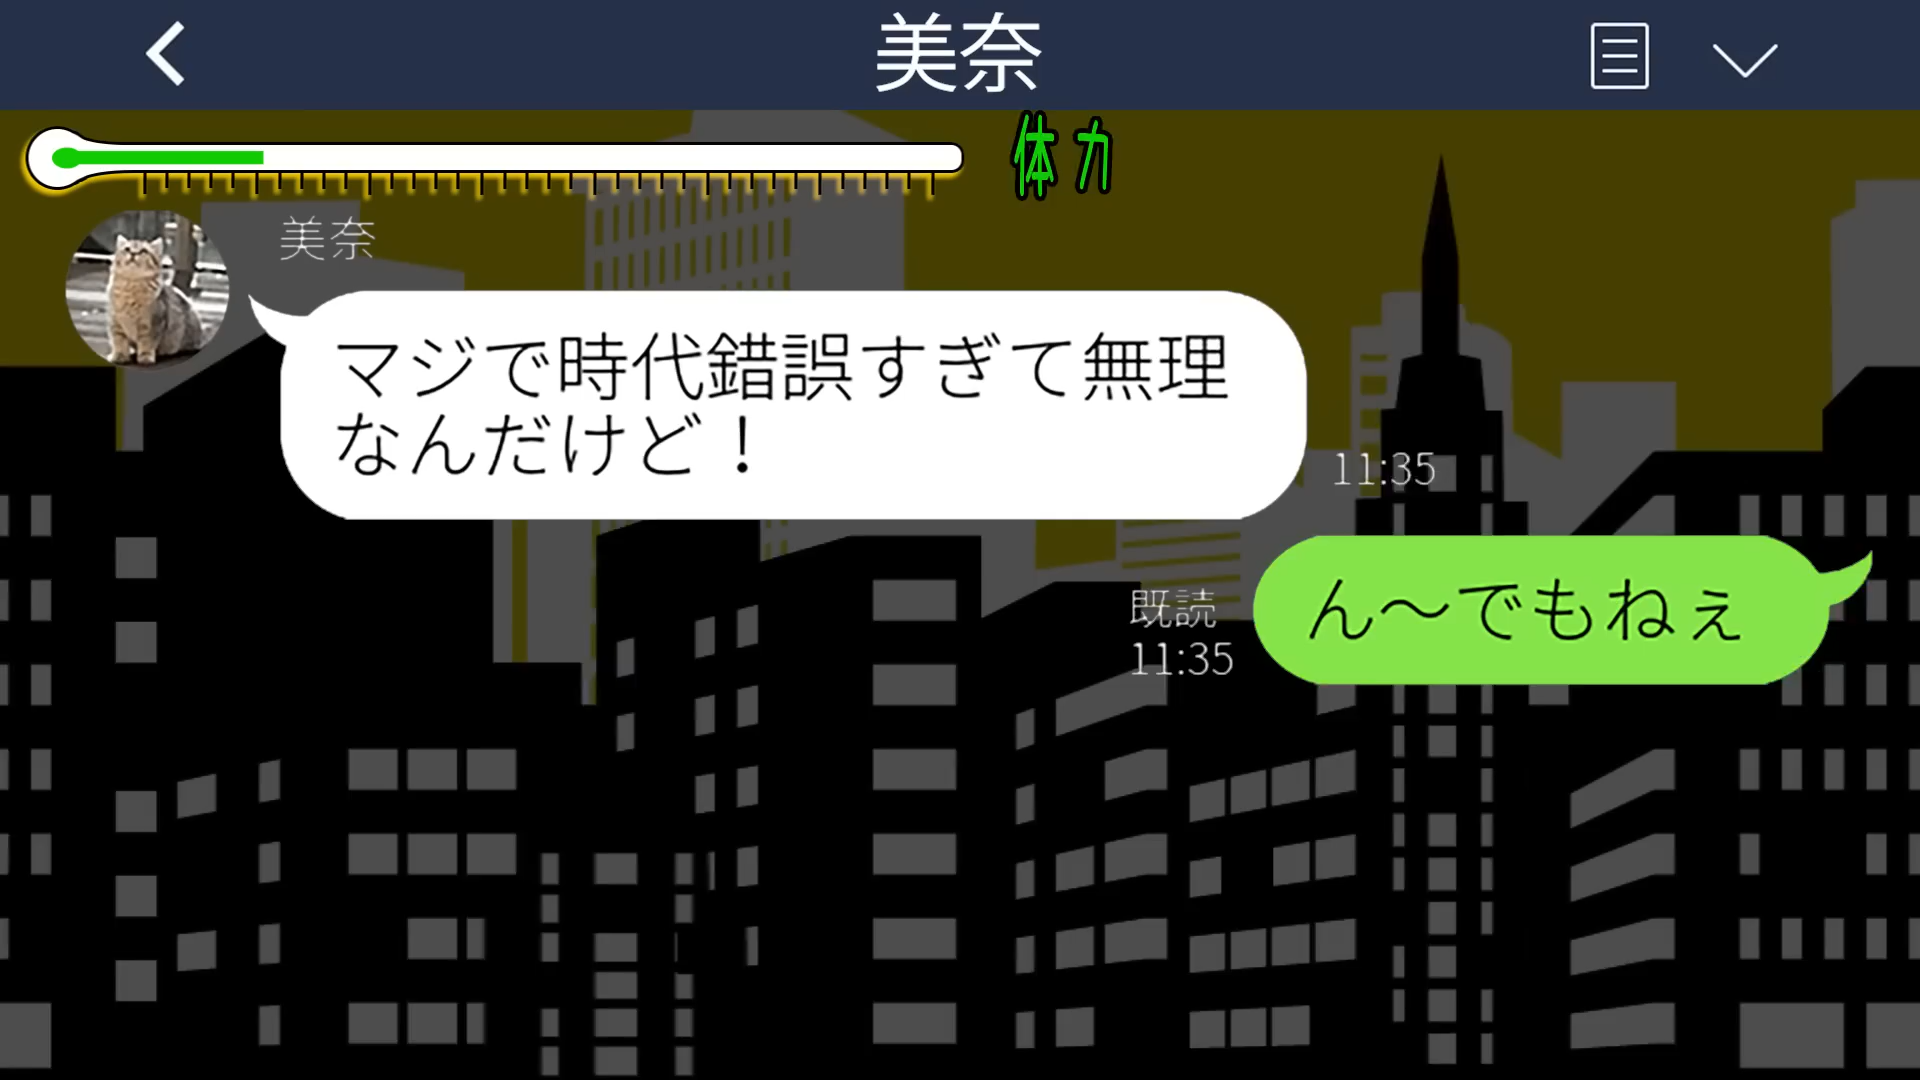 美奈
体力
美奈
マジで時代錯誤すぎて無理
なんだけど！
11:35
ん〜でもねぇ
既読
11:35